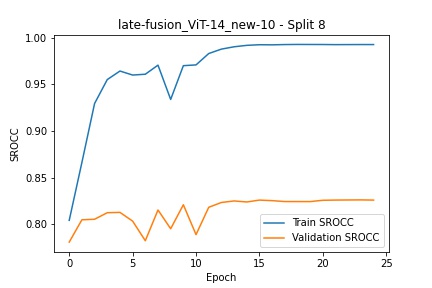 late-fusion_ViT-14_new-10 - Split 8
1.00
0.95
0.90
0.85
0.80
SROCC
Train SROCC
Validation SROCC
0 5 10 15 20 25
Epoch